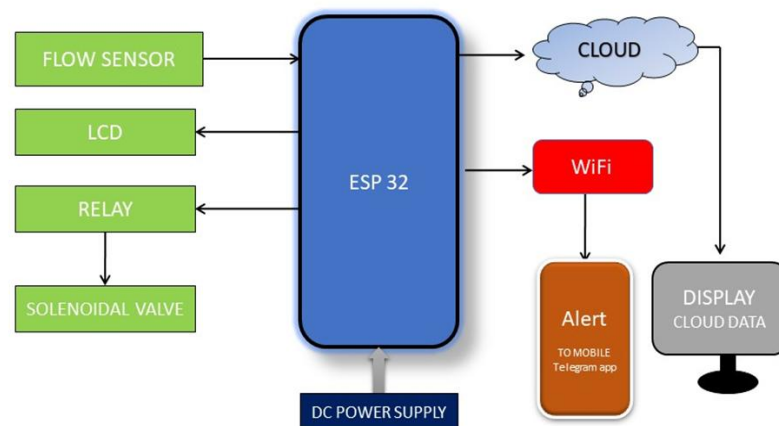 FLOW SENSOR
LCD
RELAY
SOLENOIDAL VALVE
ESP 32
DC POWER SUPPLY
CLOUD
WiFi
Alert
TO MOBILE
Telegram app
DISPLAY
CLOUD DATA